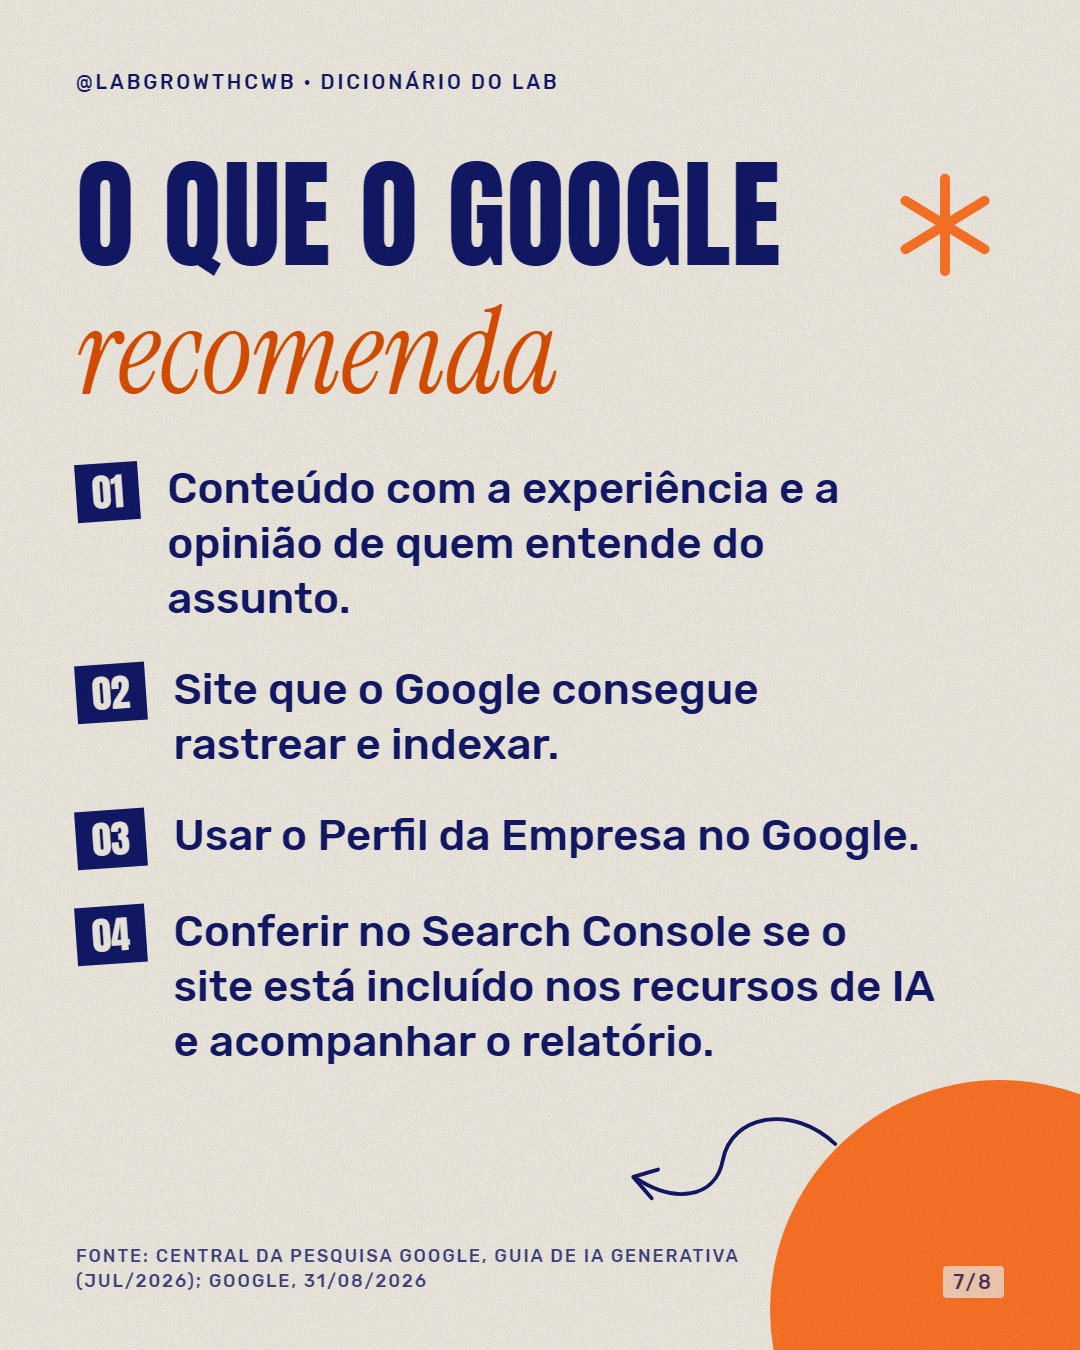 @LABGROWTHCWB • DICIONÁRIO DO LAB
O QUE O GOOGLE
recomenda
01 Conteúdo com a experiência e a
opinião de quem entende do
assunto.
02 Site que o Google consegue
rastrear e indexar.
03 Usar o Perfil da Empresa no Google.
04 Conferir no Search Console se o
site está incluído nos recursos de IA
e acompanhar o relatório.
FONTE: CENTRAL DA PESQUISA GOOGLE, GUIA DE IA GENERATIVA
(JUL/2026); GOOGLE, 31/08/2026
7/8